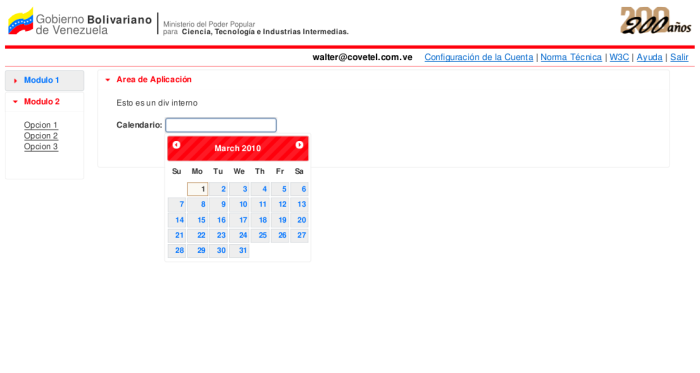 Gobierno Bolivariano
de Venezuela
Ministerio del Poder Popular
para Ciencia, Tecnología e Industrias Intermedias.
200 años
walter@covetel.com.ve Configuración de la Cuenta | Norma Técnica | W3C | Ayuda | Salir
Modulo 1
Modulo 2
Opcion 1
Opcion 2
Opcion 3
Area de Aplicación
Esto es un div interno
Calendario:
March 2010
Su Mo Tu We Th Fr Sa
1 2 3 4 5 6
7 8 9 10 11 12 13
14 15 16 17 18 19 20
21 22 23 24 25 26 27
28 29 30 31